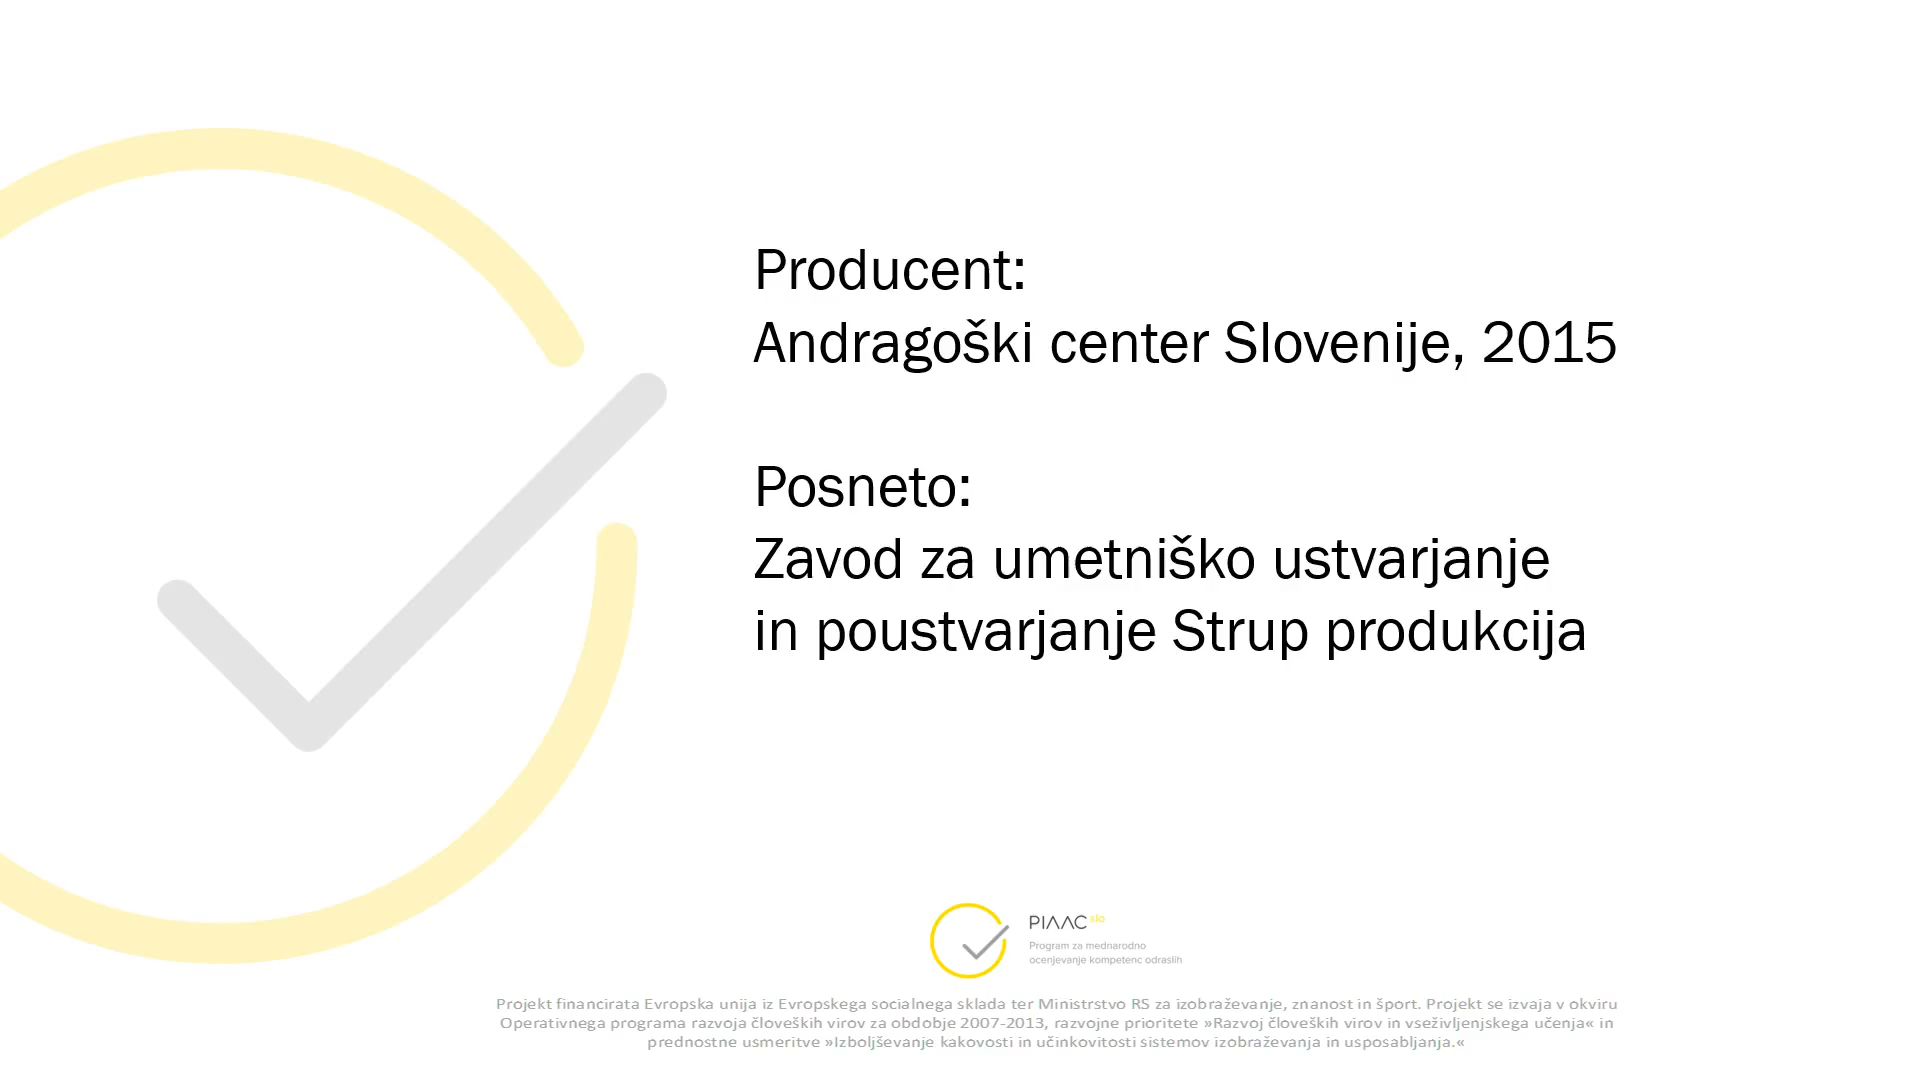 Producent:
Andragoški center Slovenije, 2015
Posneto:
Zavod za umetniško ustvarjanje
in poustvarjanje Strup produkcija
PIAAC slo
Program za mednarodno
ocenjevanje kompetenc odraslih
Projekt financirata Evropska unija iz Evropskega socialnega sklada ter Ministrstvo RS za izobraževanje, znanost in šport. Projekt se izvaja v okviru
Operativnega programa razvoja človeških virov za obdobje 2007-2013, razvojne prioritete »Razvoj človeških virov in vseživljenjskega učenja« in
prednostne usmeritve »Izboljševanje kakovosti in učinkovitosti sistemov izobraževanja in usposabljanja.«